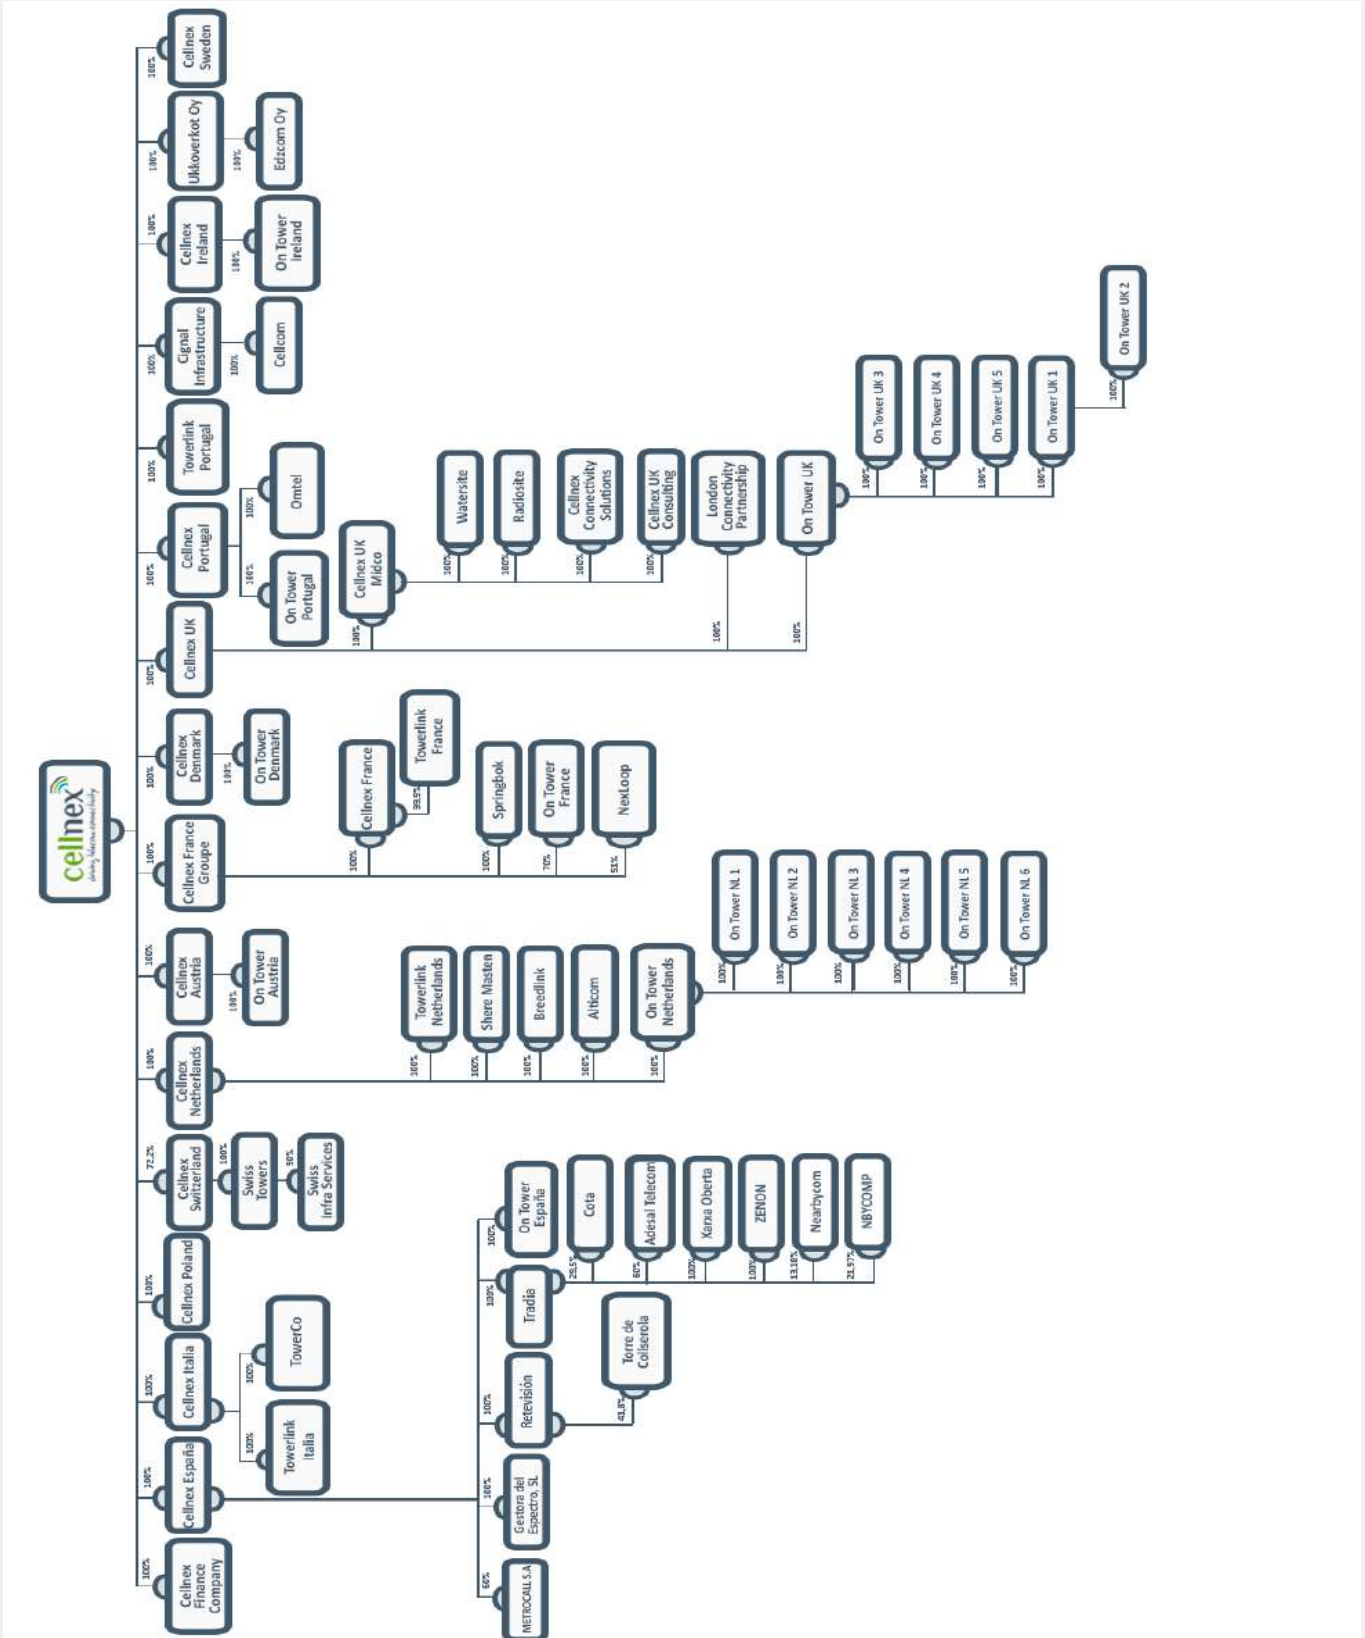 cellnex
driving telecom connectivity
100%
Cellnex
Finance
Company
100%
Cellnex España
60%
METROCALL S.A
100%
Gestora del
Espectro, SL
100%
Retevisión
41,8%
Torre de
Collserola
100%
Tradia
29,5%
Cota
60%
Adesal Telecom
100%
Xarxa Oberta
100%
ZENON
13,18%
Nearbycom
21,97%
NBYCOMP
100%
On Tower
España
100%
Cellnex Italia
100%
Towerlink
Italia
100%
TowerCo
100%
Cellnex Poland
72,2%
Cellnex
Switzerland
100%
Swiss
Towers
90%
Swiss
Infra Services
100%
Cellnex
Netherlands
100%
Towerlink
Netherlands
100%
Shere Masten
100%
Breedlink
100%
Alticom
100%
On Tower
Netherlands
100%
On Tower NL 1
100%
On Tower NL 2
100%
On Tower NL 3
100%
On Tower NL 4
100%
On Tower NL 5
100%
On Tower NL 6
100%
Cellnex
Austria
100%
On Tower
Austria
100%
Cellnex France
Groupe
100%
Cellnex France
99,9%
Towerlink
France
100%
Springbok
70%
On Tower
France
51%
NexLoop
100%
Cellnex
Denmark
100%
On Tower
Denmark
100%
Cellnex UK
100%
Cellnex UK
Midco
100%
Watersite
100%
Radiosite
100%
Cellnex
Connectivity
Solutions
100%
Cellnex UK
Consulting
100%
London
Connectivity
Partnership
100%
On Tower UK
100%
On Tower UK 3
100%
On Tower UK 4
100%
On Tower UK 5
100%
On Tower UK 1
100%
On Tower UK 2
100%
Cellnex
Portugal
100%
On Tower
Portugal
100%
Omtel
100%
Towerlink
Portugal
100%
Cignal
Infrastructure
100%
Cellcom
100%
Cellnex
Ireland
100%
On Tower
Ireland
100%
Ukkoverkot Oy
100%
Edzcom Oy
100%
Cellnex
Sweden